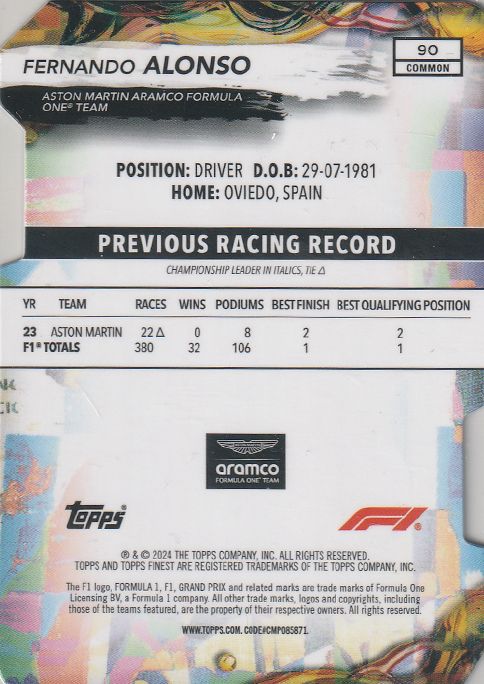 FERNANDO ALONSO
90
COMMON
ASTON MARTIN ARAMCO FORMULA
ONE® TEAM
POSITION: DRIVER D.O.B: 29-07-1981
HOME: OVIEDO, SPAIN
PREVIOUS RACING RECORD
CHAMPIONSHIP LEADER IN ITALICS, TIE Δ
YR TEAM RACES WINS PODIUMS BEST FINISH BEST QUALIFYING POSITION
23 ASTON MARTIN 22 Δ 0 8 2 2
F1® TOTALS 380 32 106 1 1
ASTON MARTIN
aramco
FORMULA ONE® TEAM
TOPPS®
F1®
® & © 2024 THE TOPPS COMPANY, INC. ALL RIGHTS RESERVED.
TOPPS AND TOPPS FINEST ARE REGISTERED TRADEMARKS OF THE TOPPS COMPANY, INC.
The F1 logo, FORMULA 1, F1, GRAND PRIX and related marks are trade marks of Formula One
Licensing BV, a Formula 1 company. All other trade marks, logos and copyrights, including
those of the teams featured, are the property of their respective owners. All rights reserved.
WWW.TOPPS.COM. CODE#CMP085871.